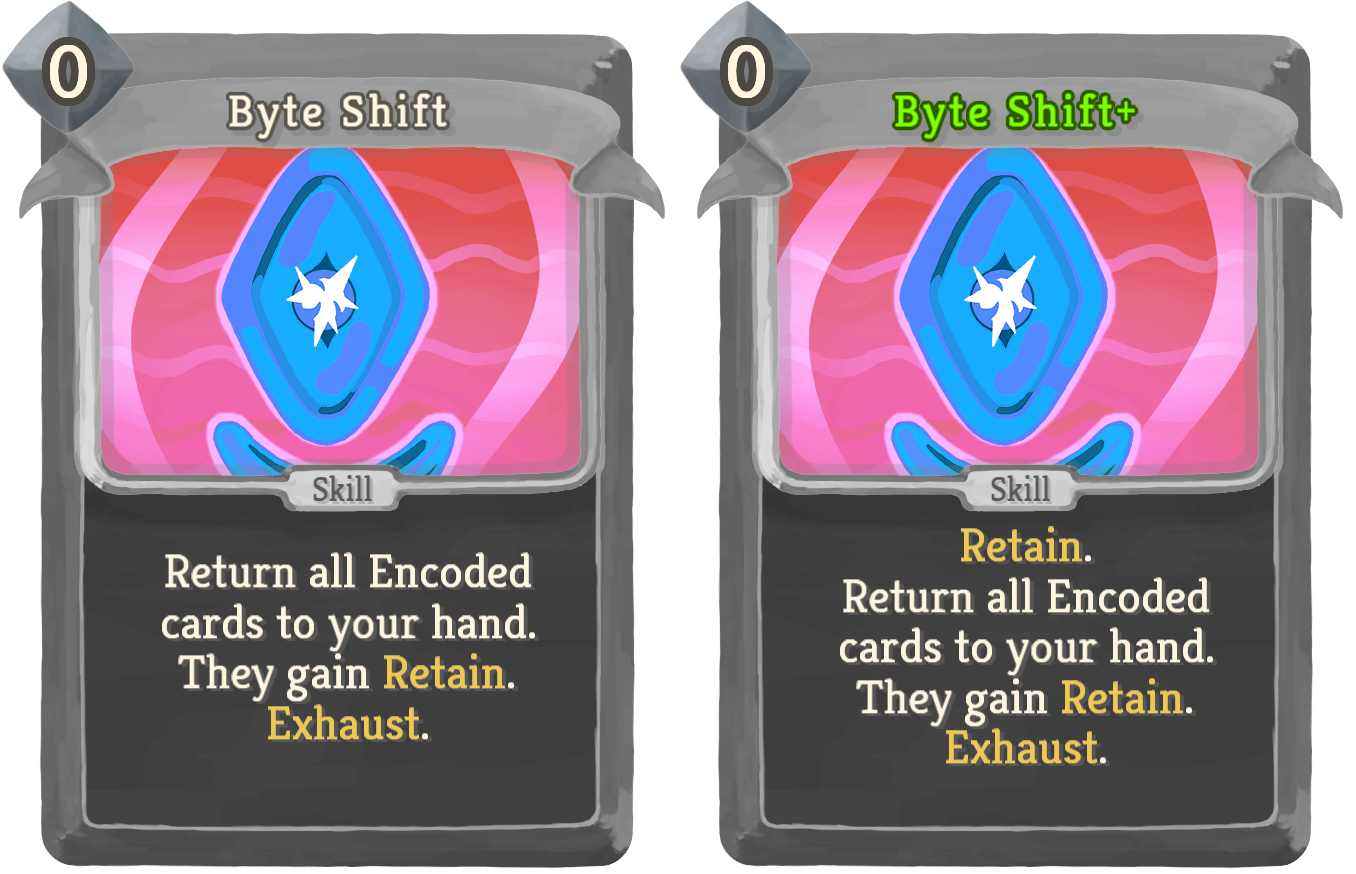 0
Byte Shift
Skill
Return all Encoded
cards to your hand.
They gain Retain.
Exhaust.
0
Byte Shift+
Skill
Retain.
Return all Encoded
cards to your hand.
They gain Retain.
Exhaust.